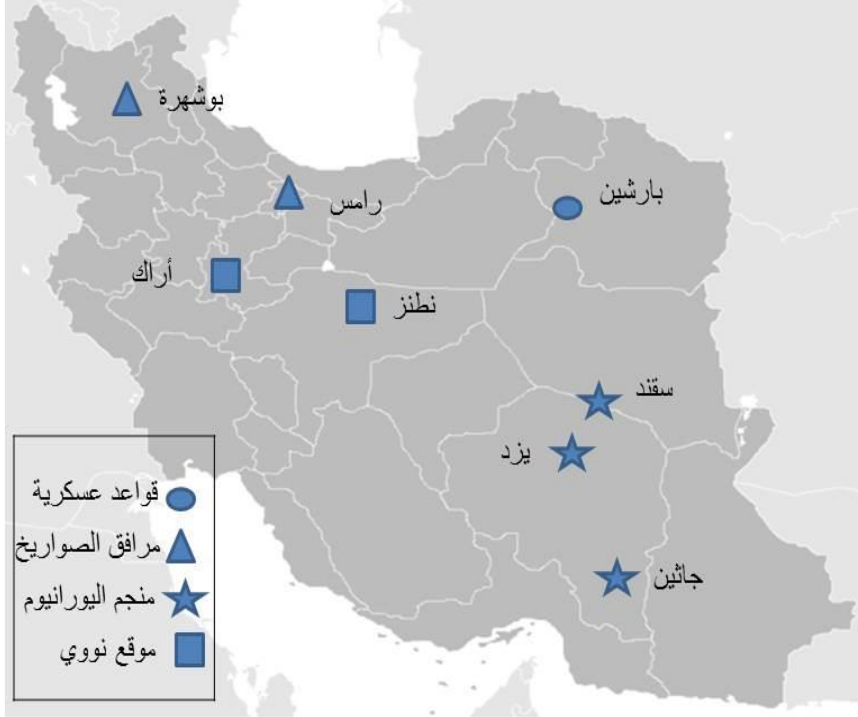 بوشهرة
رامس
بارشين
أراك
نطنز
سقند
يزد
جاثين
قواعد عسكرية
مرافق الصواريخ
منجم اليورانيوم
موقع نووي